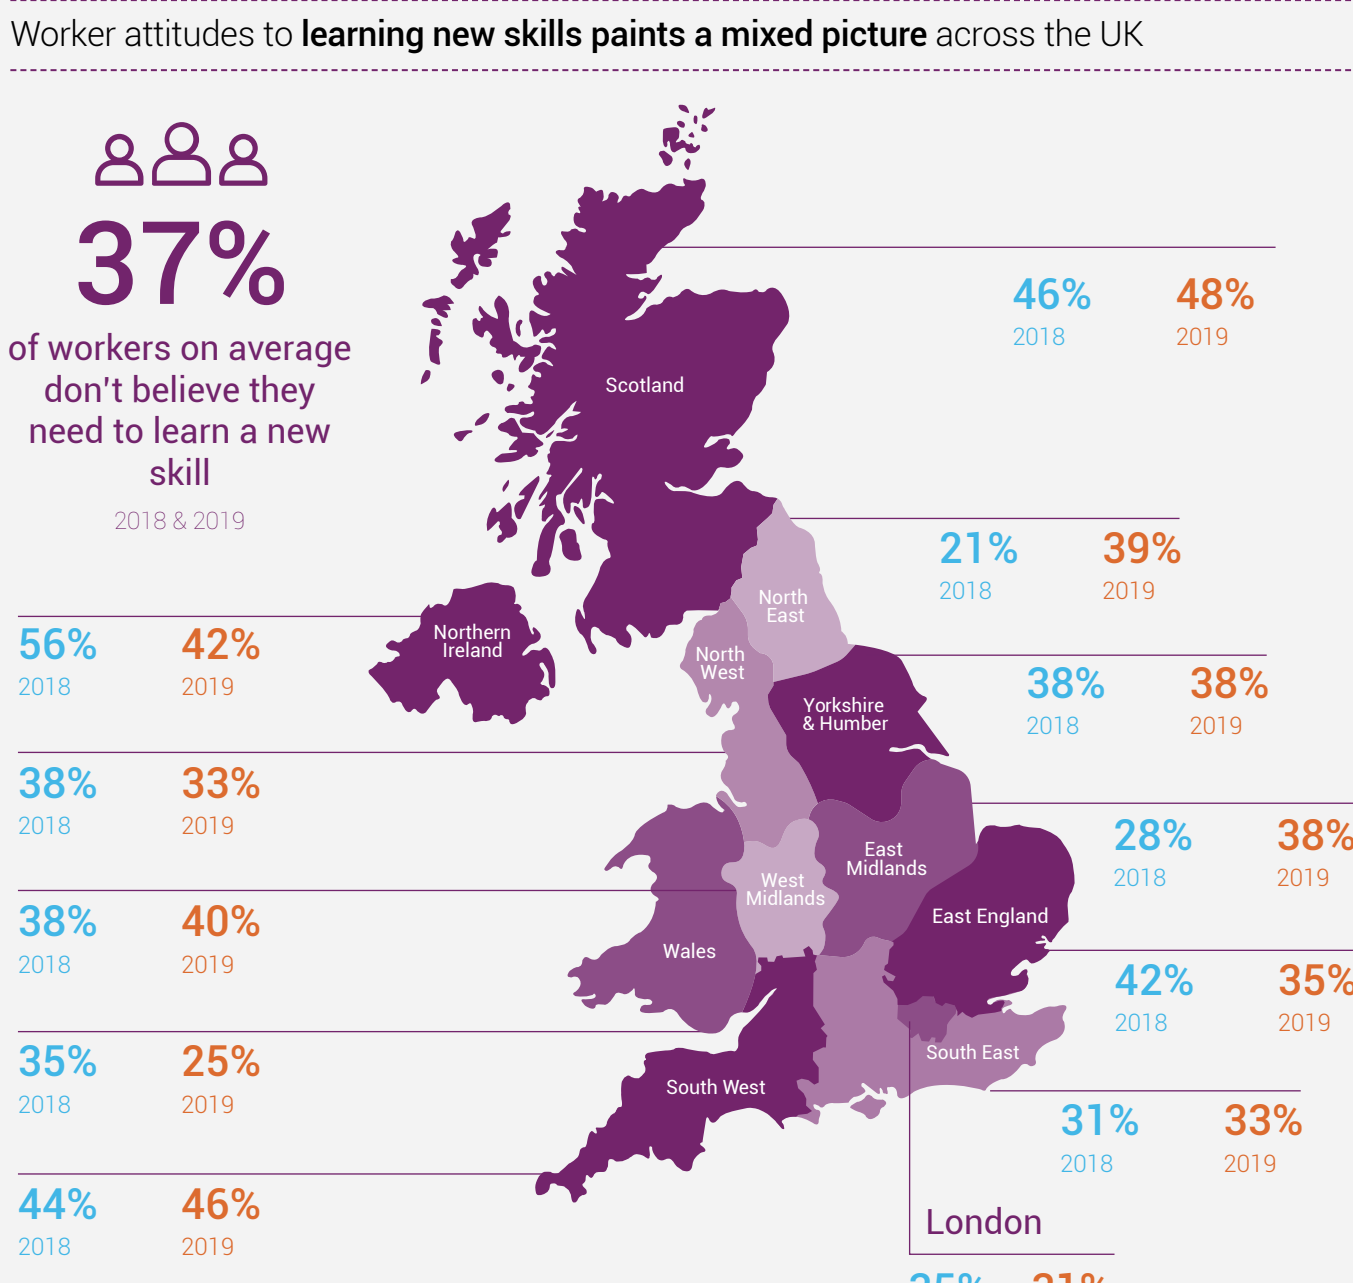 Worker attitudes to learning new skills paints a mixed picture across the UK
37%
of workers on average
don't believe they
need to learn a new
skill
2018 & 2019
46% 48%
2018 2019
Scotland
21% 39%
2018 2019
North
East
Northern
Ireland
56% 42%
2018 2019
North
West
38% 38%
2018 2019
Yorkshire
& Humber
38% 33%
2018 2019
28% 38%
2018 2019
East
Midlands
West
Midlands
38% 40%
2018 2019
East England
Wales
42% 35%
2018 2019
35% 25%
2018 2019
South East
South West
31% 33%
2018 2019
44% 46%
2018 2019
London